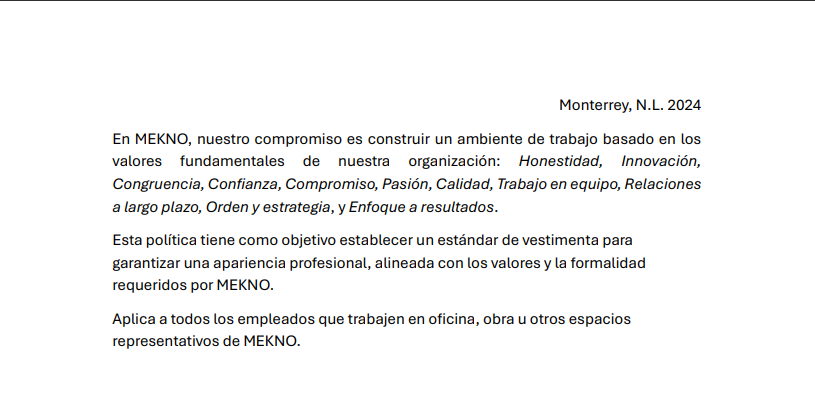 Monterrey, N.L. 2024
En MEKNO, nuestro compromiso es construir un ambiente de trabajo basado en los
valores fundamentales de nuestra organización: Honestidad, Innovación,
Congruencia, Confianza, Compromiso, Pasión, Calidad, Trabajo en equipo, Relaciones
a largo plazo, Orden y estrategia, y Enfoque a resultados.
Esta política tiene como objetivo establecer un estándar de vestimenta para
garantizar una apariencia profesional, alineada con los valores y la formalidad
requeridos por MEKNO.
Aplica a todos los empleados que trabajen en oficina, obra u otros espacios
representativos de MEKNO.